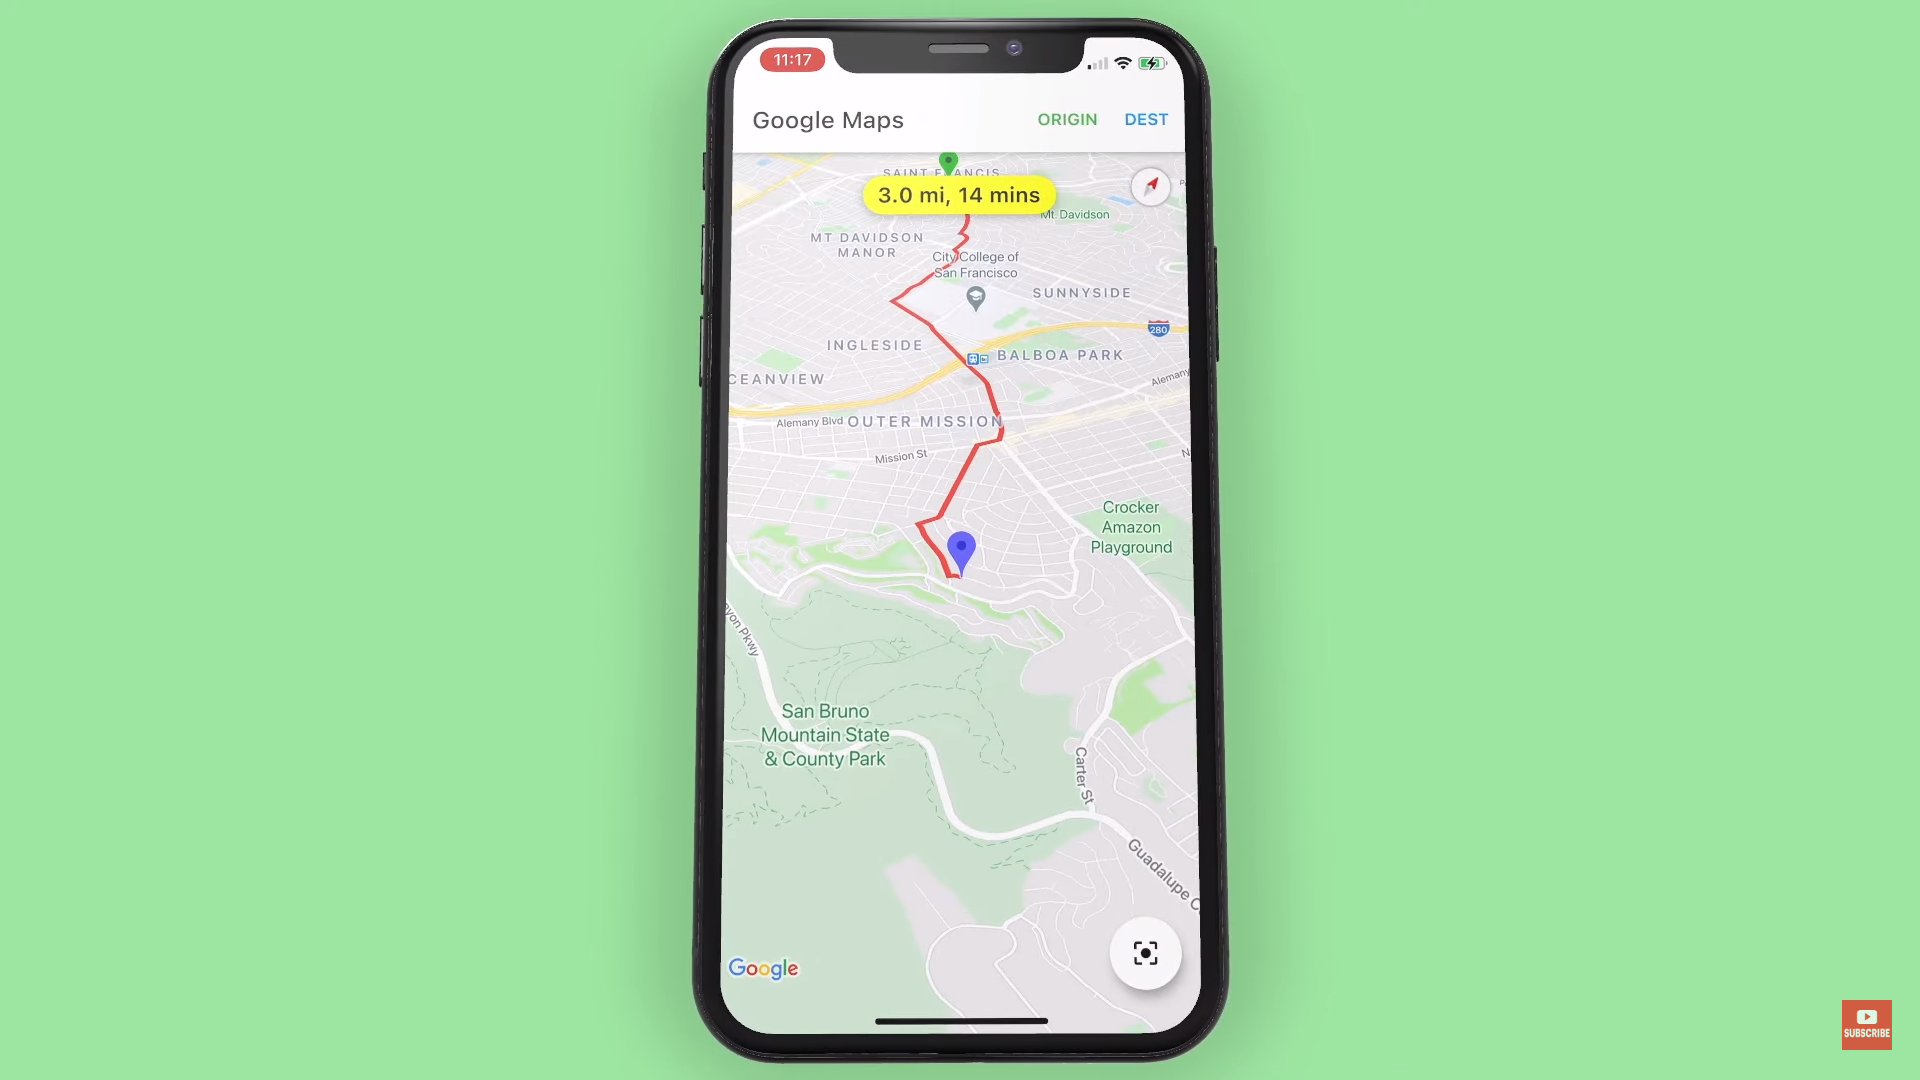 11:17
Google Maps
ORIGIN
DEST
SAINT FRANCIS
3.0 mi, 14 mins
Mt. Davidson
MT DAVIDSON
MANOR
City College of
San Francisco
SUNNYSIDE
280
INGLESIDE
BALBOA PARK
CEANVIEW
Alemany
Alemany Blvd
OUTER MISSION
Mission St
Crocker
Amazon
Playground
yon Pkwy
San Bruno
Mountain State
& County Park
Carter St
Guadalupe C
Google
SUBSCRIBE